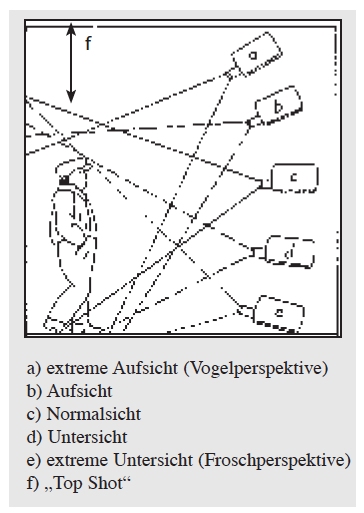 f
a
b
c
d
e
a) extreme Aufsicht (Vogelperspektive)
b) Aufsicht
c) Normalsicht
d) Untersicht
e) extreme Untersicht (Froschperspektive)
f) „Top Shot“